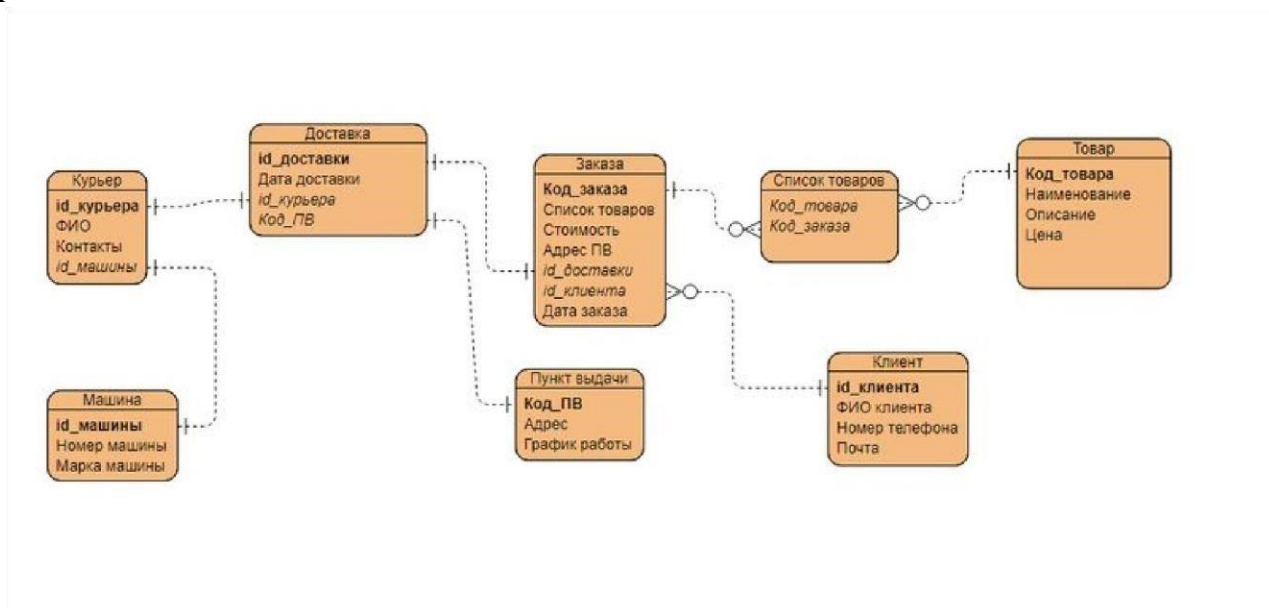 Курьер
id_курьера
ФИО
Контакты
id_машины
Доставка
id_доставки
Дата доставки
id_курьера
Код_ПВ
Заказа
Код_заказа
Список товаров
Стоимость
Адрес ПВ
id_доставки
id_клиента
Дата заказа
Список товаров
Код_товара
Код_заказа
Товар
Код_товара
Наименование
Описание
Цена
Машина
id_машины
Номер машины
Марка машины
Пункт выдачи
Код_ПВ
Адрес
График работы
Клиент
id_клиента
ФИО клиента
Номер телефона
Почта